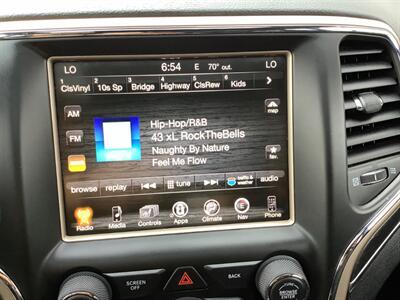 LO 6:54 E 70° out. LO
1 2 3 4 5 6
ClsVinyl 10s Sp Bridge Highway ClsRew Kids
AM
FM
map
Hip-Hop/R&B
43 xL RockTheBells
Naughty By Nature
Feel Me Flow
fav.
browse replay tune traffic & weather audio
Radio Media Controls Apps Climate Nav Phone
SCREEN OFF
BACK
ENTER